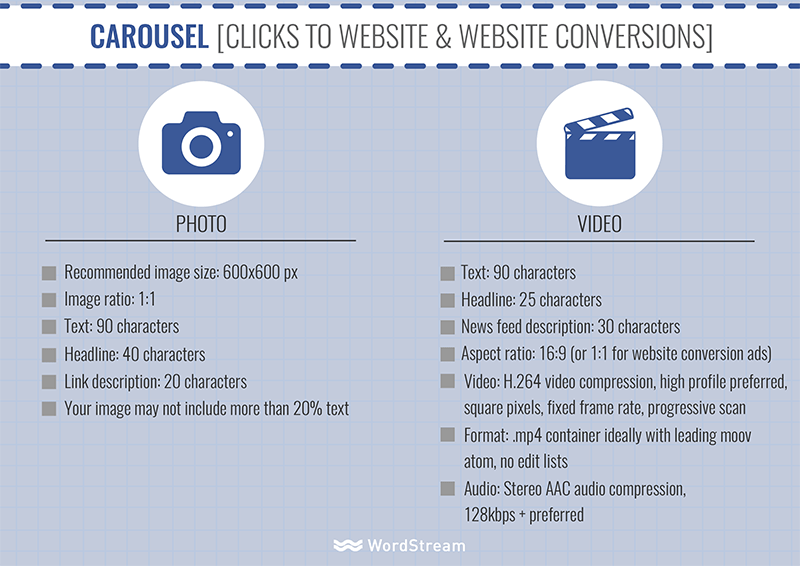 CAROUSEL [CLICKS TO WEBSITE & WEBSITE CONVERSIONS]
PHOTO
Recommended image size: 600x600 px
Image ratio: 1:1
Text: 90 characters
Headline: 40 characters
Link description: 20 characters
Your image may not include more than 20% text
VIDEO
Text: 90 characters
Headline: 25 characters
News feed description: 30 characters
Aspect ratio: 16:9 (or 1:1 for website conversion ads)
Video: H.264 video compression, high profile preferred,
square pixels, fixed frame rate, progressive scan
Format: .mp4 container ideally with leading moov
atom, no edit lists
Audio: Stereo AAC audio compression,
128kbps + preferred
WordStream